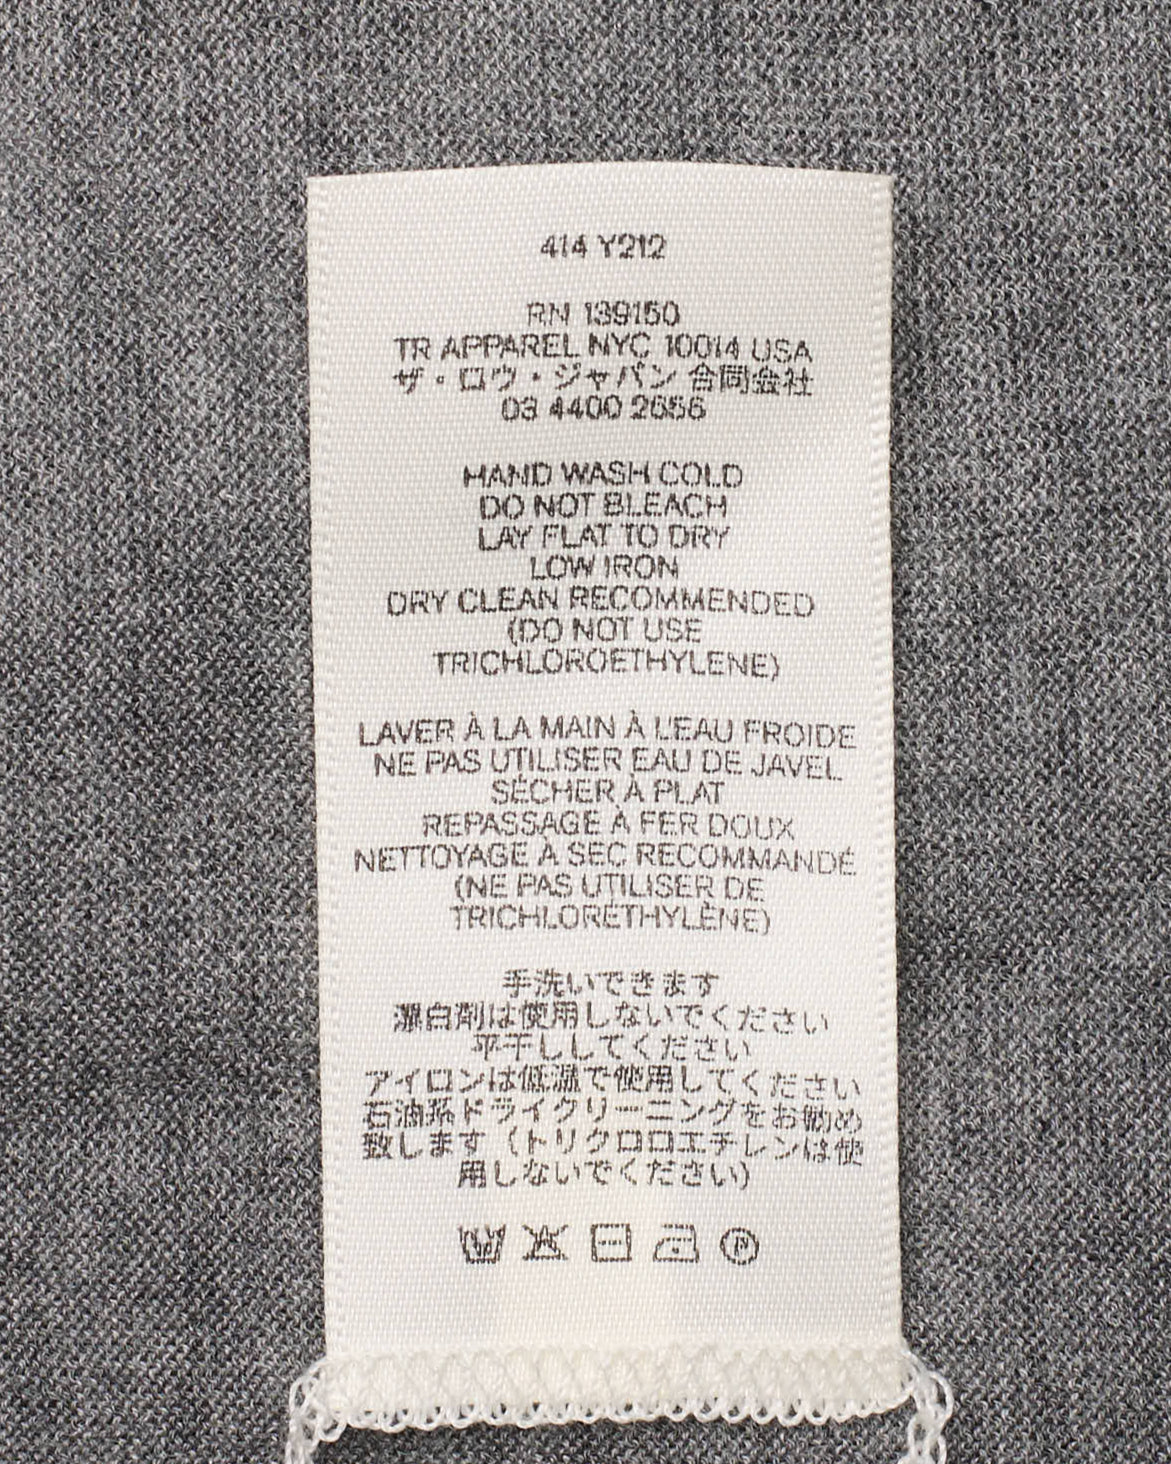 414 Y212
RN 139150
TR APPAREL NYC 10014 USA
ザ・ロウ・ジャパン 合同会社
03 4400 2656
HAND WASH COLD
DO NOT BLEACH
LAY FLAT TO DRY
LOW IRON
DRY CLEAN RECOMMENDED
(DO NOT USE
TRICHLOROETHYLENE)
LAVER À LA MAIN À L'EAU FROIDE
NE PAS UTILISER EAU DE JAVEL
SÉCHER À PLAT
REPASSAGE À FER DOUX
NETTOYAGE À SEC RECOMMANDÉ
(NE PAS UTILISER DE
TRICHLORÉTHYLÈNE)
手洗いできます
漂白剤は使用しないでください
平干ししてください
アイロンは低温で使用してください
石油系ドライクリーニングをお勧め
致します（トリクロロエチレンは使
用しないでください)
P